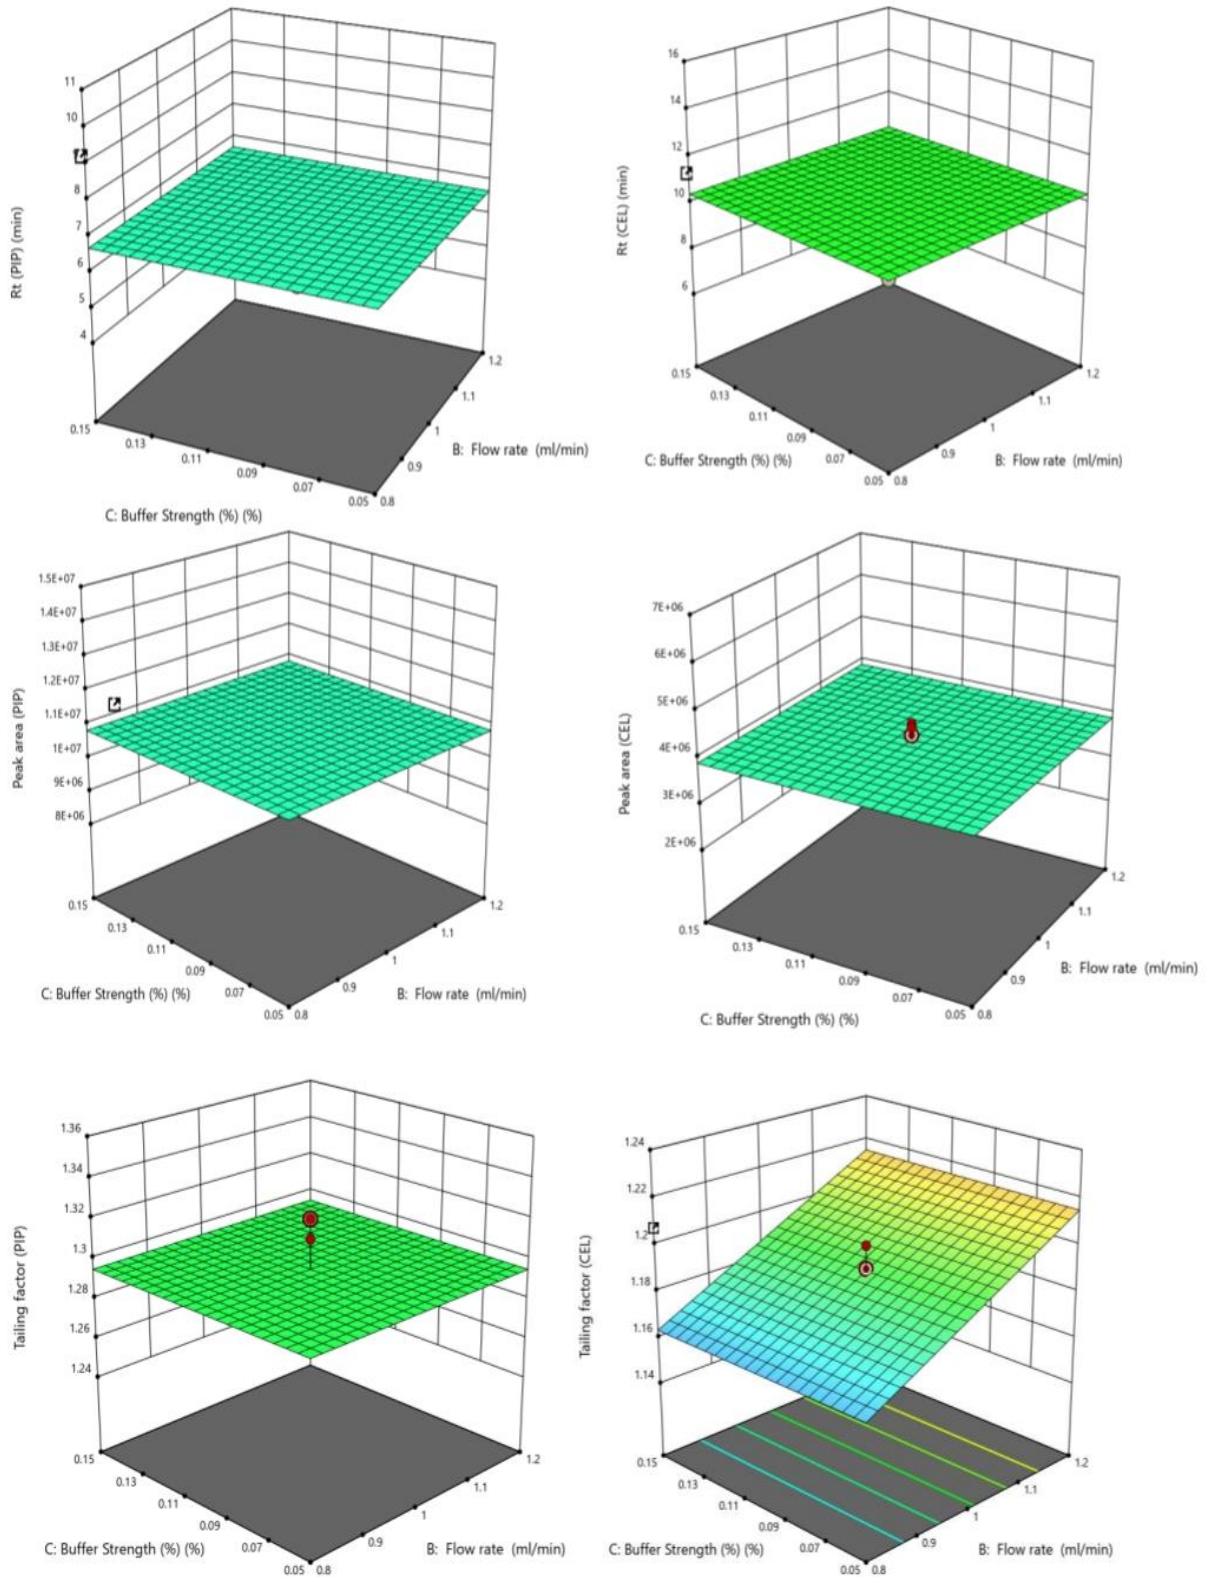 11
10
8
7
6
5
4
Rt (PIP) (min)
0.15
0.13
0.11
0.09
0.07
0.05
0.8
0.9
1
1.1
1.2
B: Flow rate (ml/min)
C: Buffer Strength (%) (%)
16
14
12
10
8
6
Rt (CEL) (min)
0.15
0.13
0.11
0.09
0.07
0.05
0.8
0.9
1
1.1
1.2
C: Buffer Strength (%) (%)
B: Flow rate (ml/min)
1.5E+07
1.4E+07
1.3E+07
1.2E+07
1.1E+07
1E+07
9E+06
8E+06
Peak area (PIP)
0.15
0.13
0.11
0.09
0.07
0.05
0.8
0.9
1
1.1
1.2
C: Buffer Strength (%) (%)
B: Flow rate (ml/min)
7E+06
6E+06
5E+06
4E+06
3E+06
2E+06
Peak area (CEL)
0.15
0.13
0.11
0.09
0.07
0.05
0.8
0.9
1
1.1
1.2
B: Flow rate (ml/min)
C: Buffer Strength (%) (%)
1.36
1.34
1.32
1.3
1.28
1.26
1.24
Tailing factor (PIP)
0.15
0.13
0.11
0.09
0.07
0.05
0.8
0.9
1
1.1
1.2
C: Buffer Strength (%) (%)
B: Flow rate (ml/min)
1.24
1.22
1.2
1.18
1.16
1.14
Tailing factor (CEL)
0.15
0.13
0.11
0.09
0.07
0.05
0.8
0.9
1
1.1
1.2
C: Buffer Strength (%) (%)
B: Flow rate (ml/min)